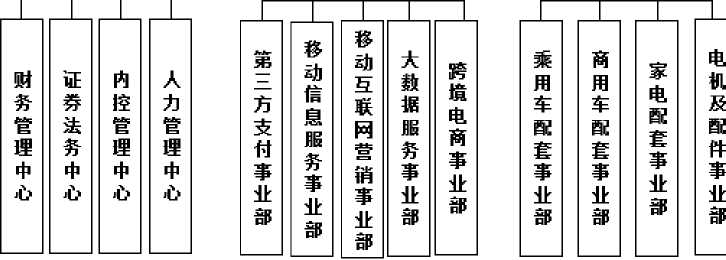 财务管理中心
证券法务中心
内控管理中心
人力管理中心
第三方支付事业部
移动信息服务事业部
移动互联网营销事业部
大数据服务事业部
跨境电商事业部
乘用车配套事业部
商用车配套事业部
家电配套事业部
电机及配件事业部